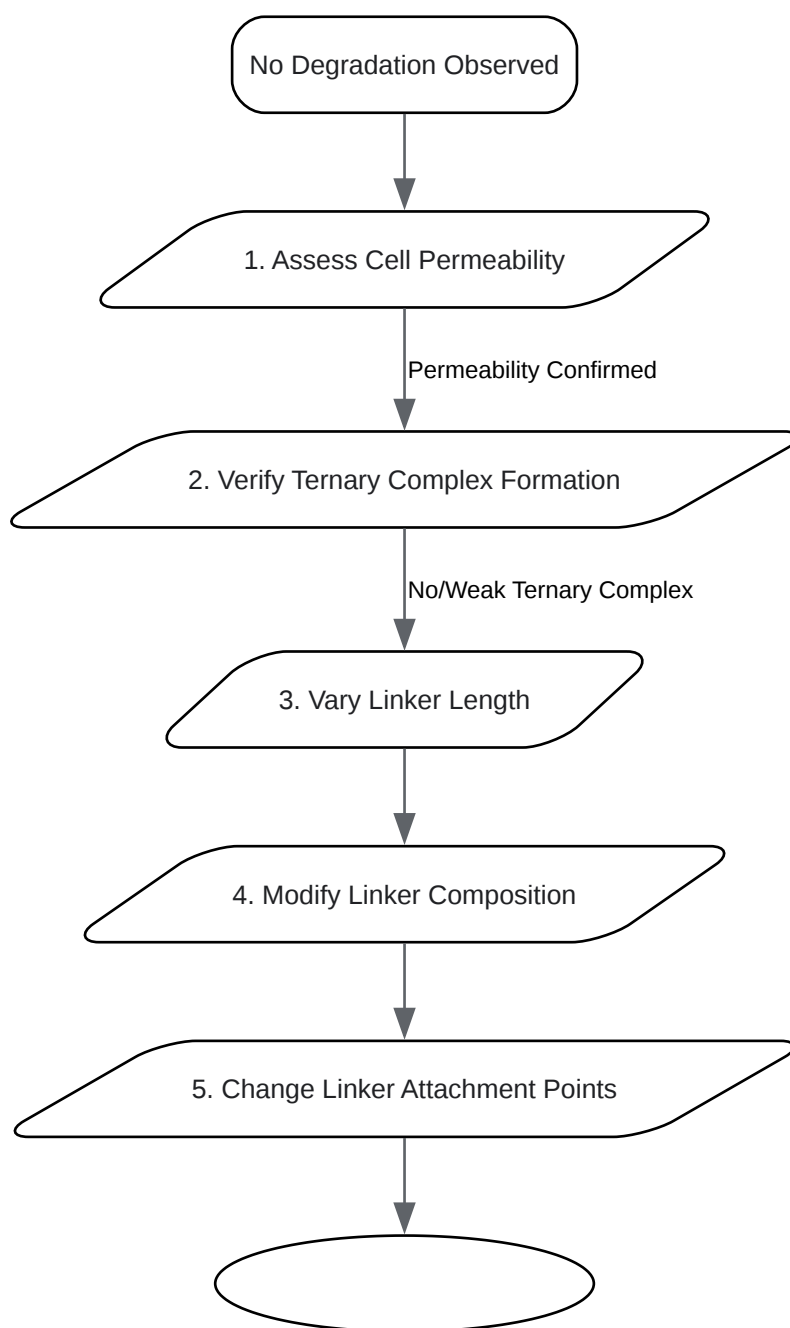 No Degradation Observed
1. Assess Cell Permeability
Permeability Confirmed
2. Verify Ternary Complex Formation
No/Weak Ternary Complex
3. Vary Linker Length
4. Modify Linker Composition
5. Change Linker Attachment Points